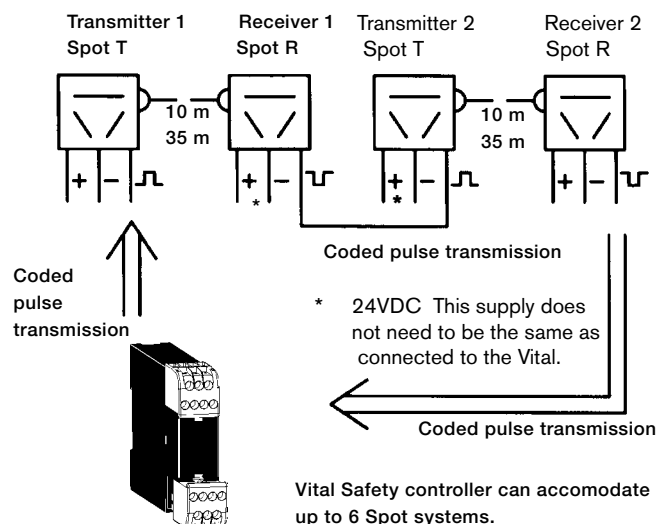 Transmitter 1 Receiver 1 Transmitter 2 Receiver 2
Spot T Spot R Spot T Spot R
10 m 10 m
35 m 35 m
+ − + − + − + −
* *
Coded pulse transmission
Coded
pulse
transmission
* 24VDC This supply does
not need to be the same as
connected to the Vital.
Coded pulse transmission
Vital Safety controller can accomodate
up to 6 Spot systems.